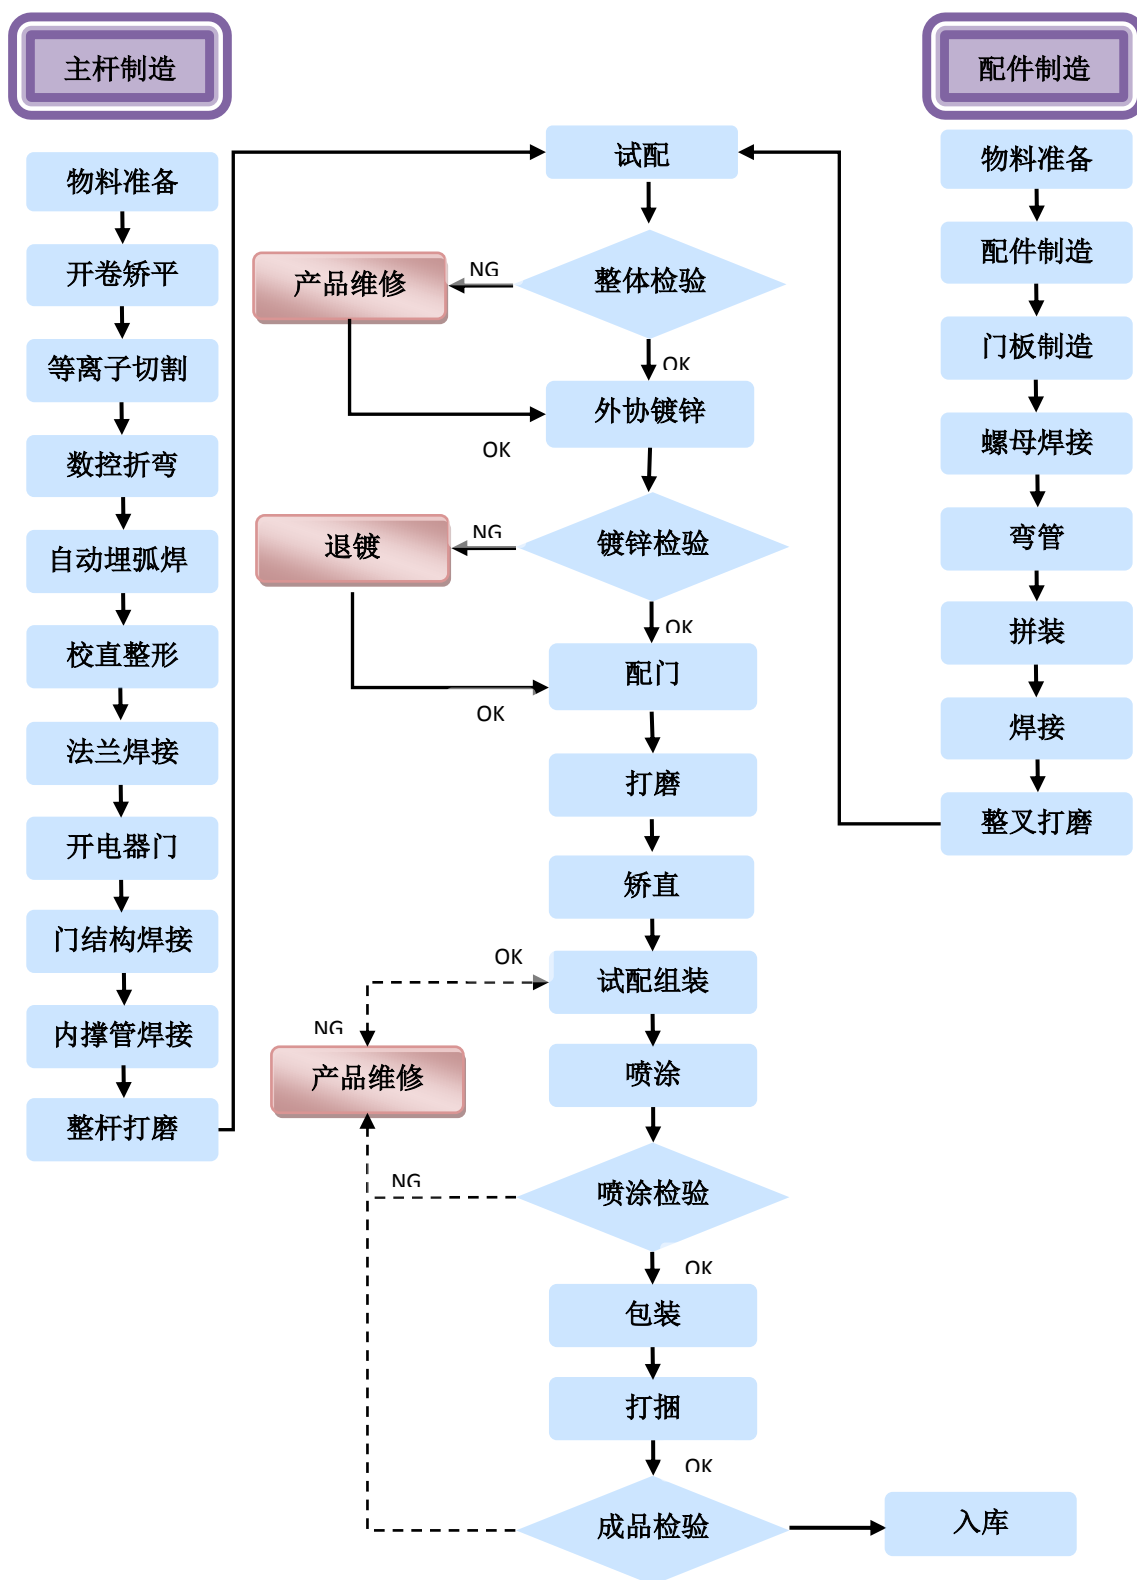 主杆制造
物料准备
开卷矫平
等离子切割
数控折弯
自动埋弧焊
校直整形
法兰焊接
开电器门
门结构焊接
内撑管焊接
整杆打磨
试配
整体检验
NG
产品维修
OK
外协镀锌
OK
镀锌检验
NG
退镀
OK
配门
OK
打磨
矫直
试配组装
OK
NG
产品维修
喷涂
喷涂检验
NG
OK
包装
打捆
OK
成品检验
入库
配件制造
物料准备
配件制造
门板制造
螺母焊接
弯管
拼装
焊接
整叉打磨